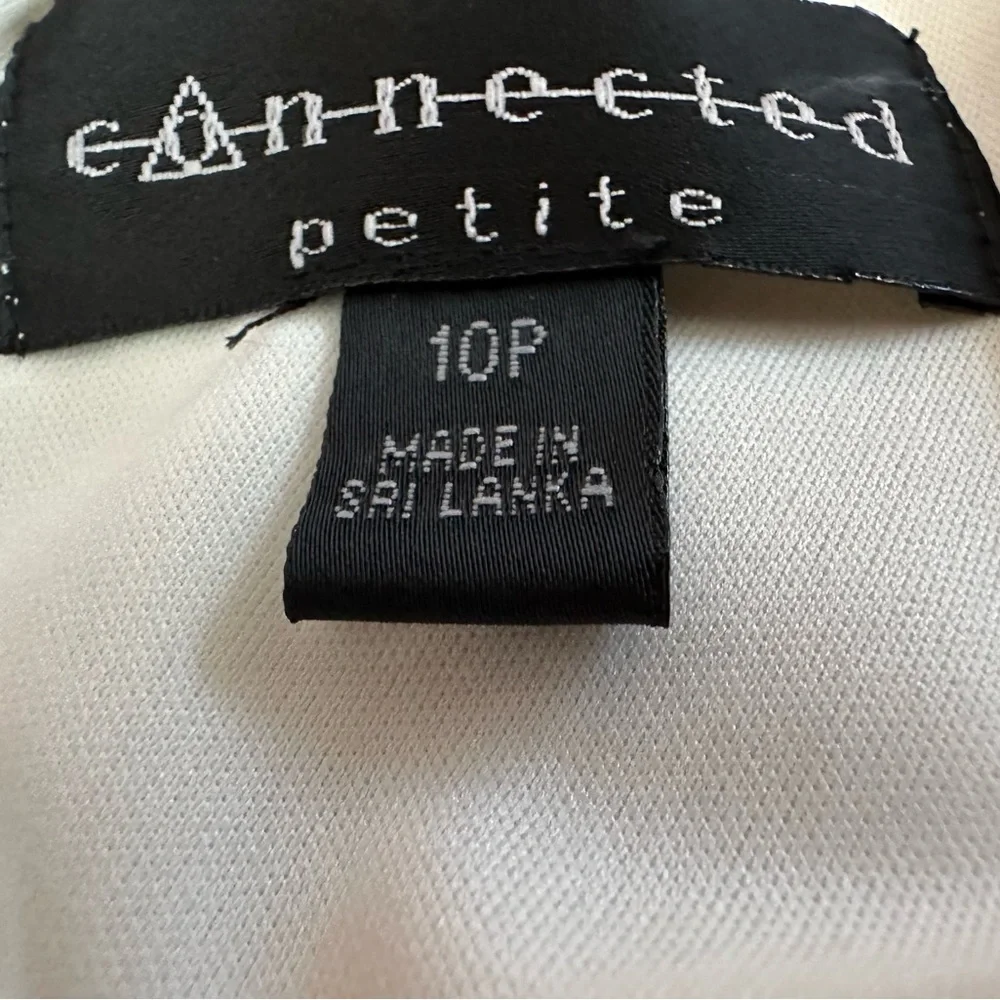 connected
petite
10P
MADE IN
SRI LANKA